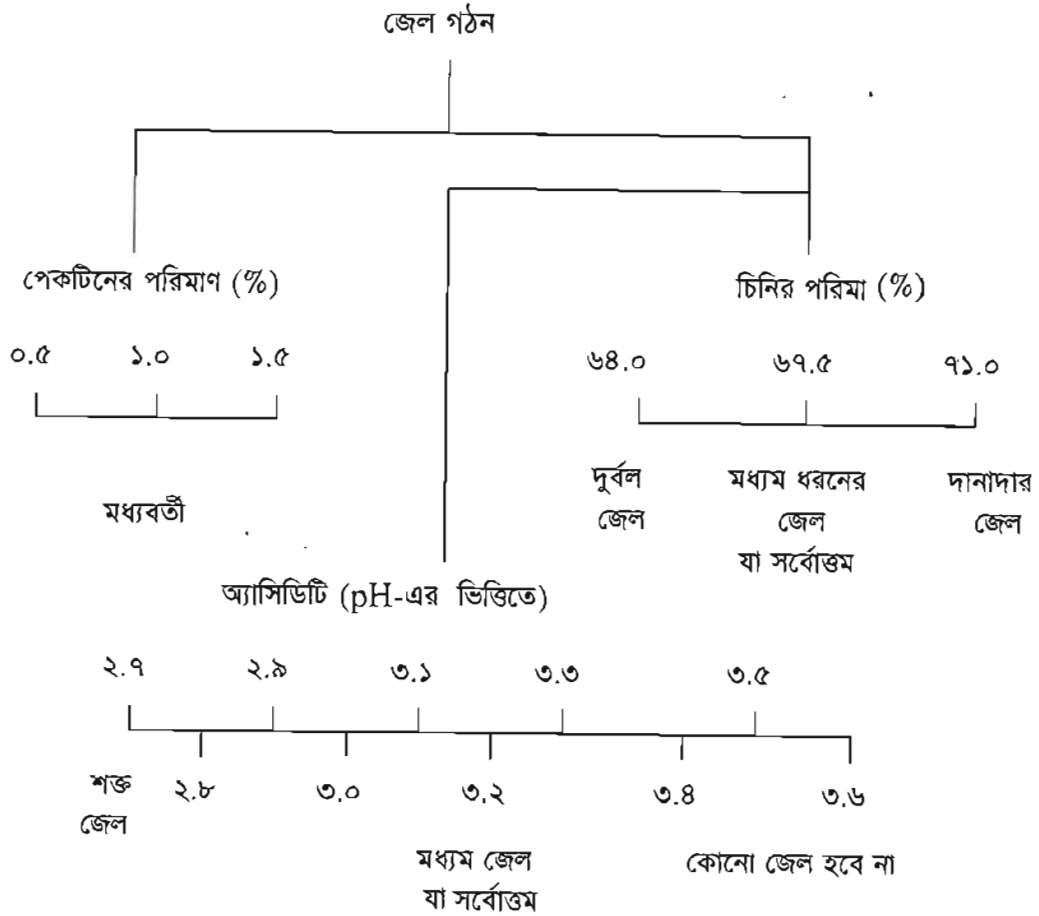 জেল গঠন
পেকটিনের পরিমাণ (%)
চিনির পরিমা (%)
০.৫ ১.০ ১.৫
৬৪.০ ৬৭.৫ ৭১.০
মধ্যবর্তী
দুর্বল
জেল
মধ্যম ধরনের
জেল
যা সর্বোত্তম
দানাদার
জেল
অ্যাসিডিটি (pH-এর ভিত্তিতে)
২.৭ ২.৯ ৩.১ ৩.৩ ৩.৫
শক্ত
জেল
২.৮ ৩.০ ৩.২ ৩.৪ ৩.৬
মধ্যম জেল
যা সর্বোত্তম
কোনো জেল হবে না